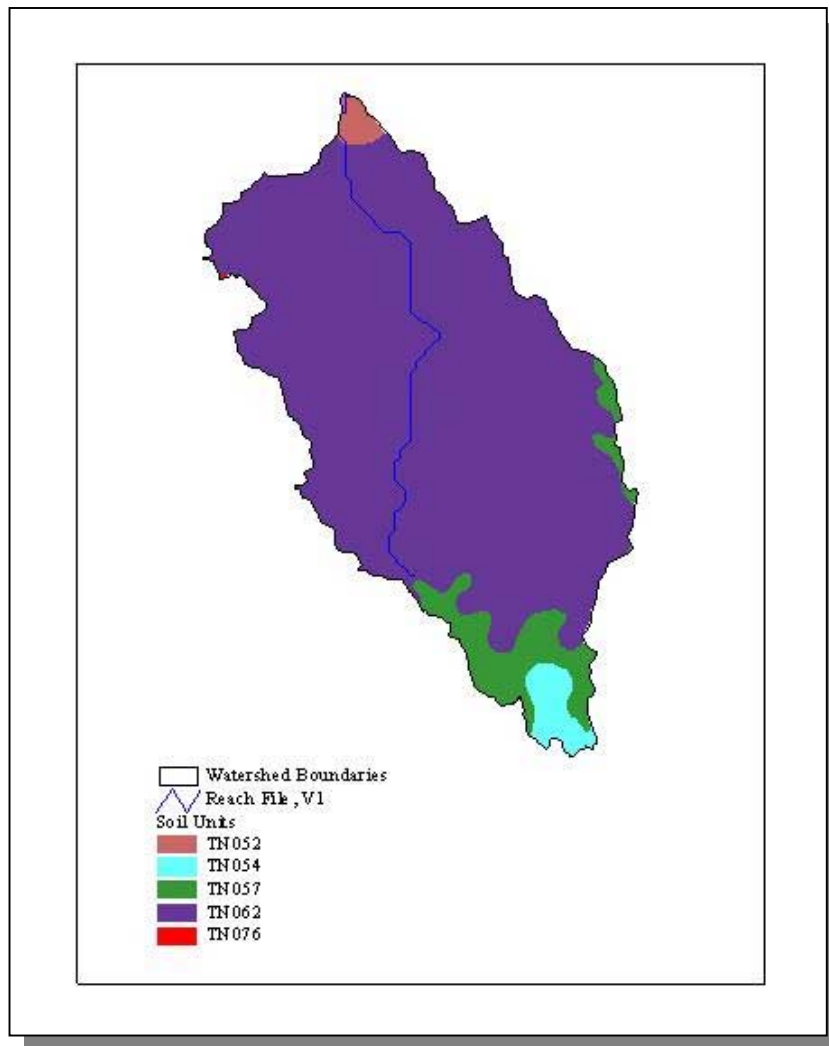 Watershed Boundaries
Reach File, V1
Soil Units
TN052
TN054
TN057
TN062
TN076